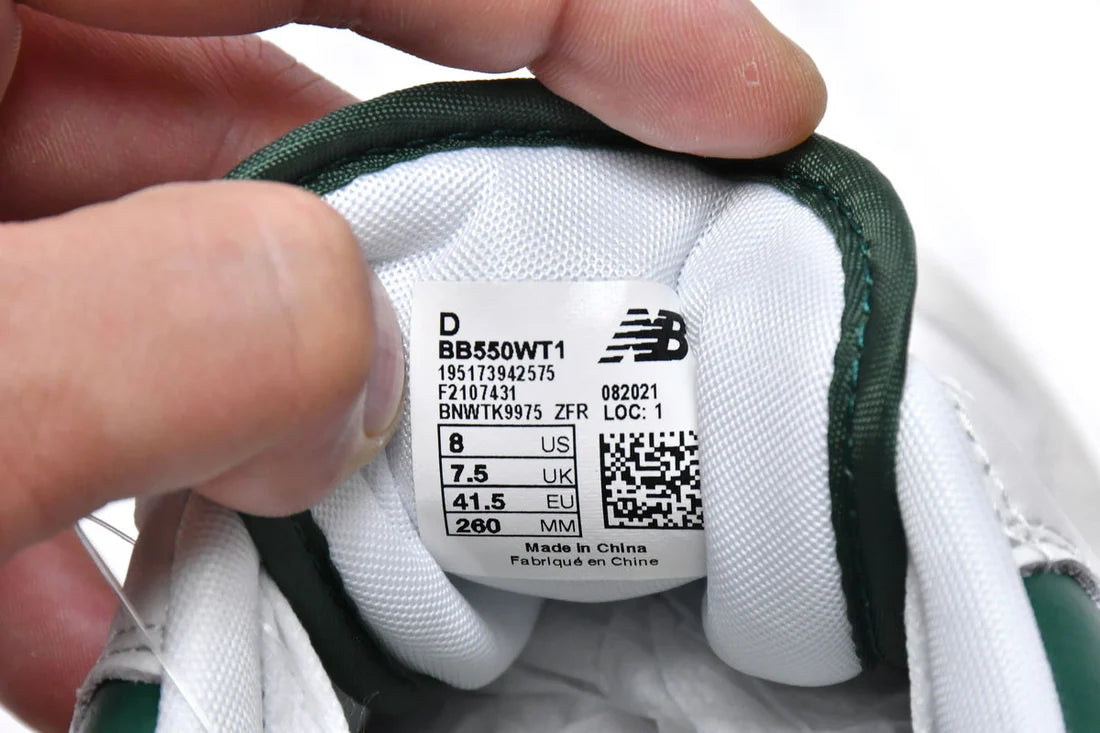 D
BB550WT1
195173942575
F2107431 082021
BNWTK9975 ZFR LOC: 1
NB
8 US
7.5 UK
41.5 EU
260 MM
Made in China
Fabriqué en Chine